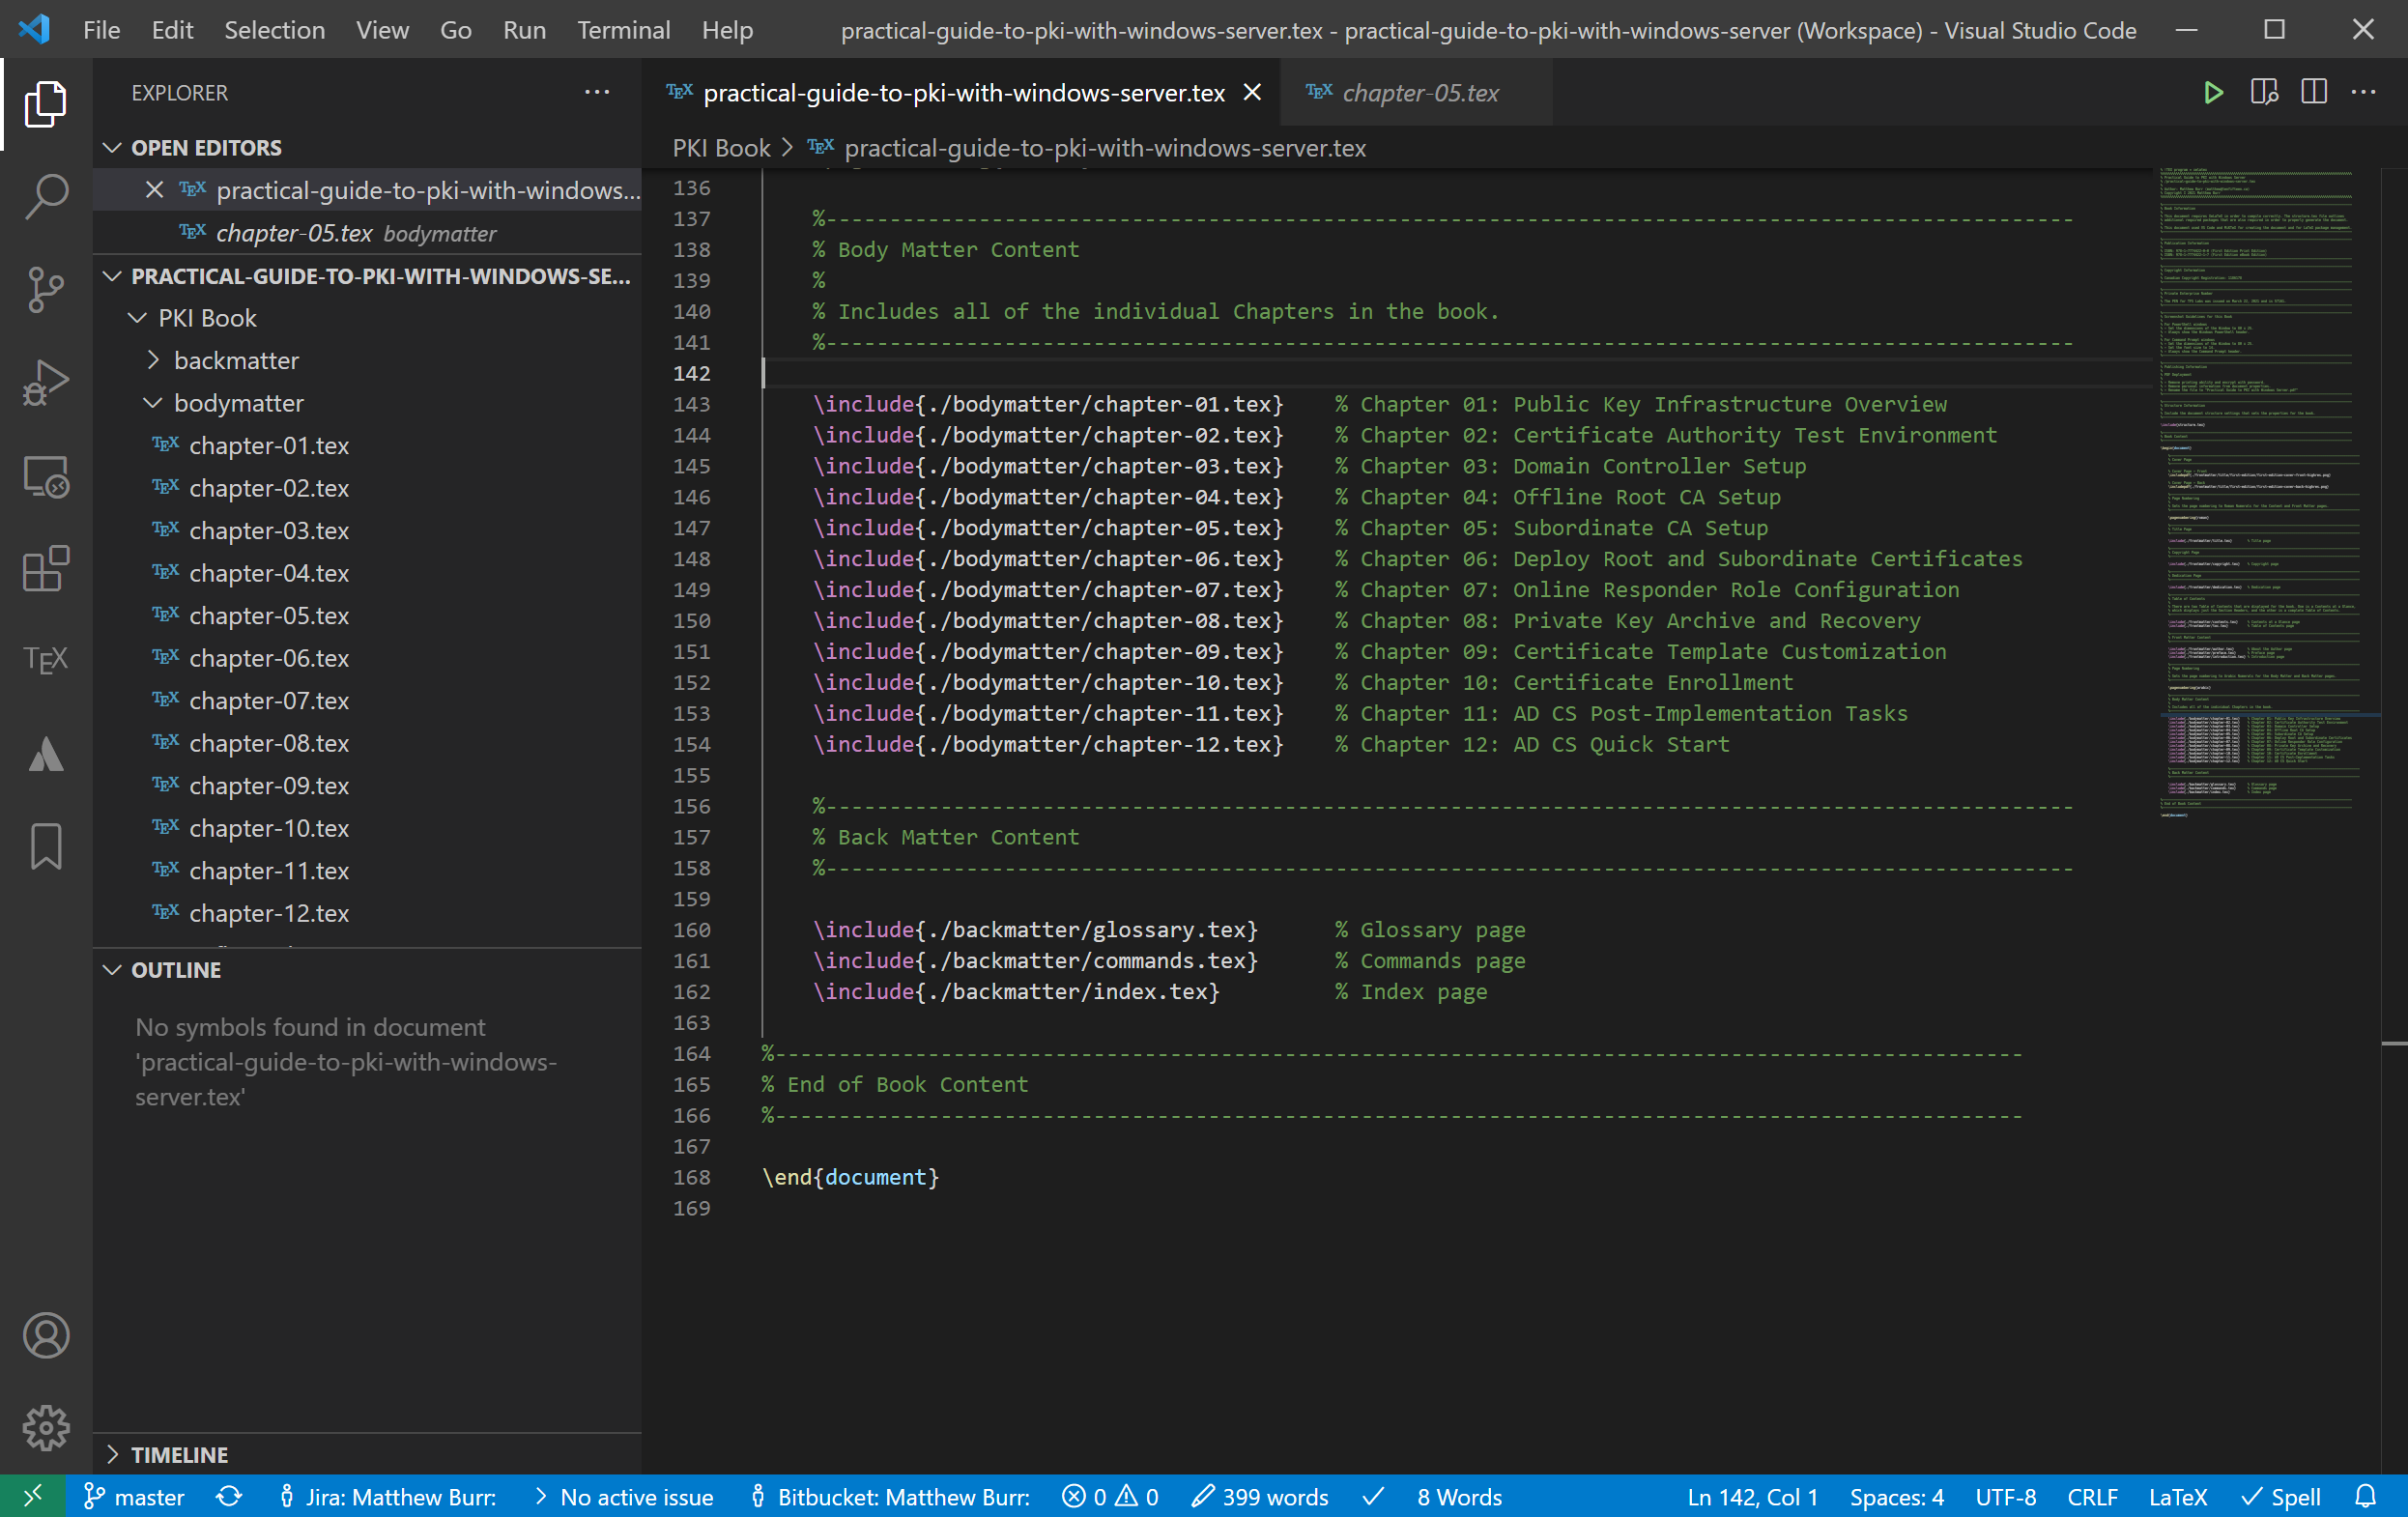 File Edit Selection View Go Run Terminal Help practical-guide-to-pki-with-windows-server.tex - practical-guide-to-pki-with-windows-server (Workspace) - Visual Studio Code
EXPLORER
OPEN EDITORS
practical-guide-to-pki-with-windows...
chapter-05.tex bodymatter
PRACTICAL-GUIDE-TO-PKI-WITH-WINDOWS-SE...
PKI Book
backmatter
bodymatter
TEX chapter-01.tex
TEX chapter-02.tex
TEX chapter-03.tex
TEX chapter-04.tex
TEX chapter-05.tex
TEX chapter-06.tex
TEX chapter-07.tex
TEX chapter-08.tex
TEX chapter-09.tex
TEX chapter-10.tex
TEX chapter-11.tex
TEX chapter-12.tex
OUTLINE
No symbols found in document
'practical-guide-to-pki-with-windows-
server.tex'
TIMELINE
TEX practical-guide-to-pki-with-windows-server.tex TEX chapter-05.tex
PKI Book > TEX practical-guide-to-pki-with-windows-server.tex
136
137 %--------------------------------------------------------------------------------------------------
138 % Body Matter Content
139 %
140 % Includes all of the individual Chapters in the book.
141 %--------------------------------------------------------------------------------------------------
142
143 \include{./bodymatter/chapter-01.tex} % Chapter 01: Public Key Infrastructure Overview
144 \include{./bodymatter/chapter-02.tex} % Chapter 02: Certificate Authority Test Environment
145 \include{./bodymatter/chapter-03.tex} % Chapter 03: Domain Controller Setup
146 \include{./bodymatter/chapter-04.tex} % Chapter 04: Offline Root CA Setup
147 \include{./bodymatter/chapter-05.tex} % Chapter 05: Subordinate CA Setup
148 \include{./bodymatter/chapter-06.tex} % Chapter 06: Deploy Root and Subordinate Certificates
149 \include{./bodymatter/chapter-07.tex} % Chapter 07: Online Responder Role Configuration
150 \include{./bodymatter/chapter-08.tex} % Chapter 08: Private Key Archive and Recovery
151 \include{./bodymatter/chapter-09.tex} % Chapter 09: Certificate Template Customization
152 \include{./bodymatter/chapter-10.tex} % Chapter 10: Certificate Enrollment
153 \include{./bodymatter/chapter-11.tex} % Chapter 11: AD CS Post-Implementation Tasks
154 \include{./bodymatter/chapter-12.tex} % Chapter 12: AD CS Quick Start
155
156 %--------------------------------------------------------------------------------------------------
157 % Back Matter Content
158 %--------------------------------------------------------------------------------------------------
159
160 \include{./backmatter/glossary.tex} % Glossary page
161 \include{./backmatter/commands.tex} % Commands page
162 \include{./backmatter/index.tex} % Index page
163
164 %--------------------------------------------------------------------------------------------------
165 % End of Book Content
166 %--------------------------------------------------------------------------------------------------
167
168 \end{document}
169
master Jira: Matthew Burr: > No active issue Bitbucket: Matthew Burr: 0 0 399 words 8 Words Ln 142, Col 1 Spaces: 4 UTF-8 CRLF LaTeX Spell